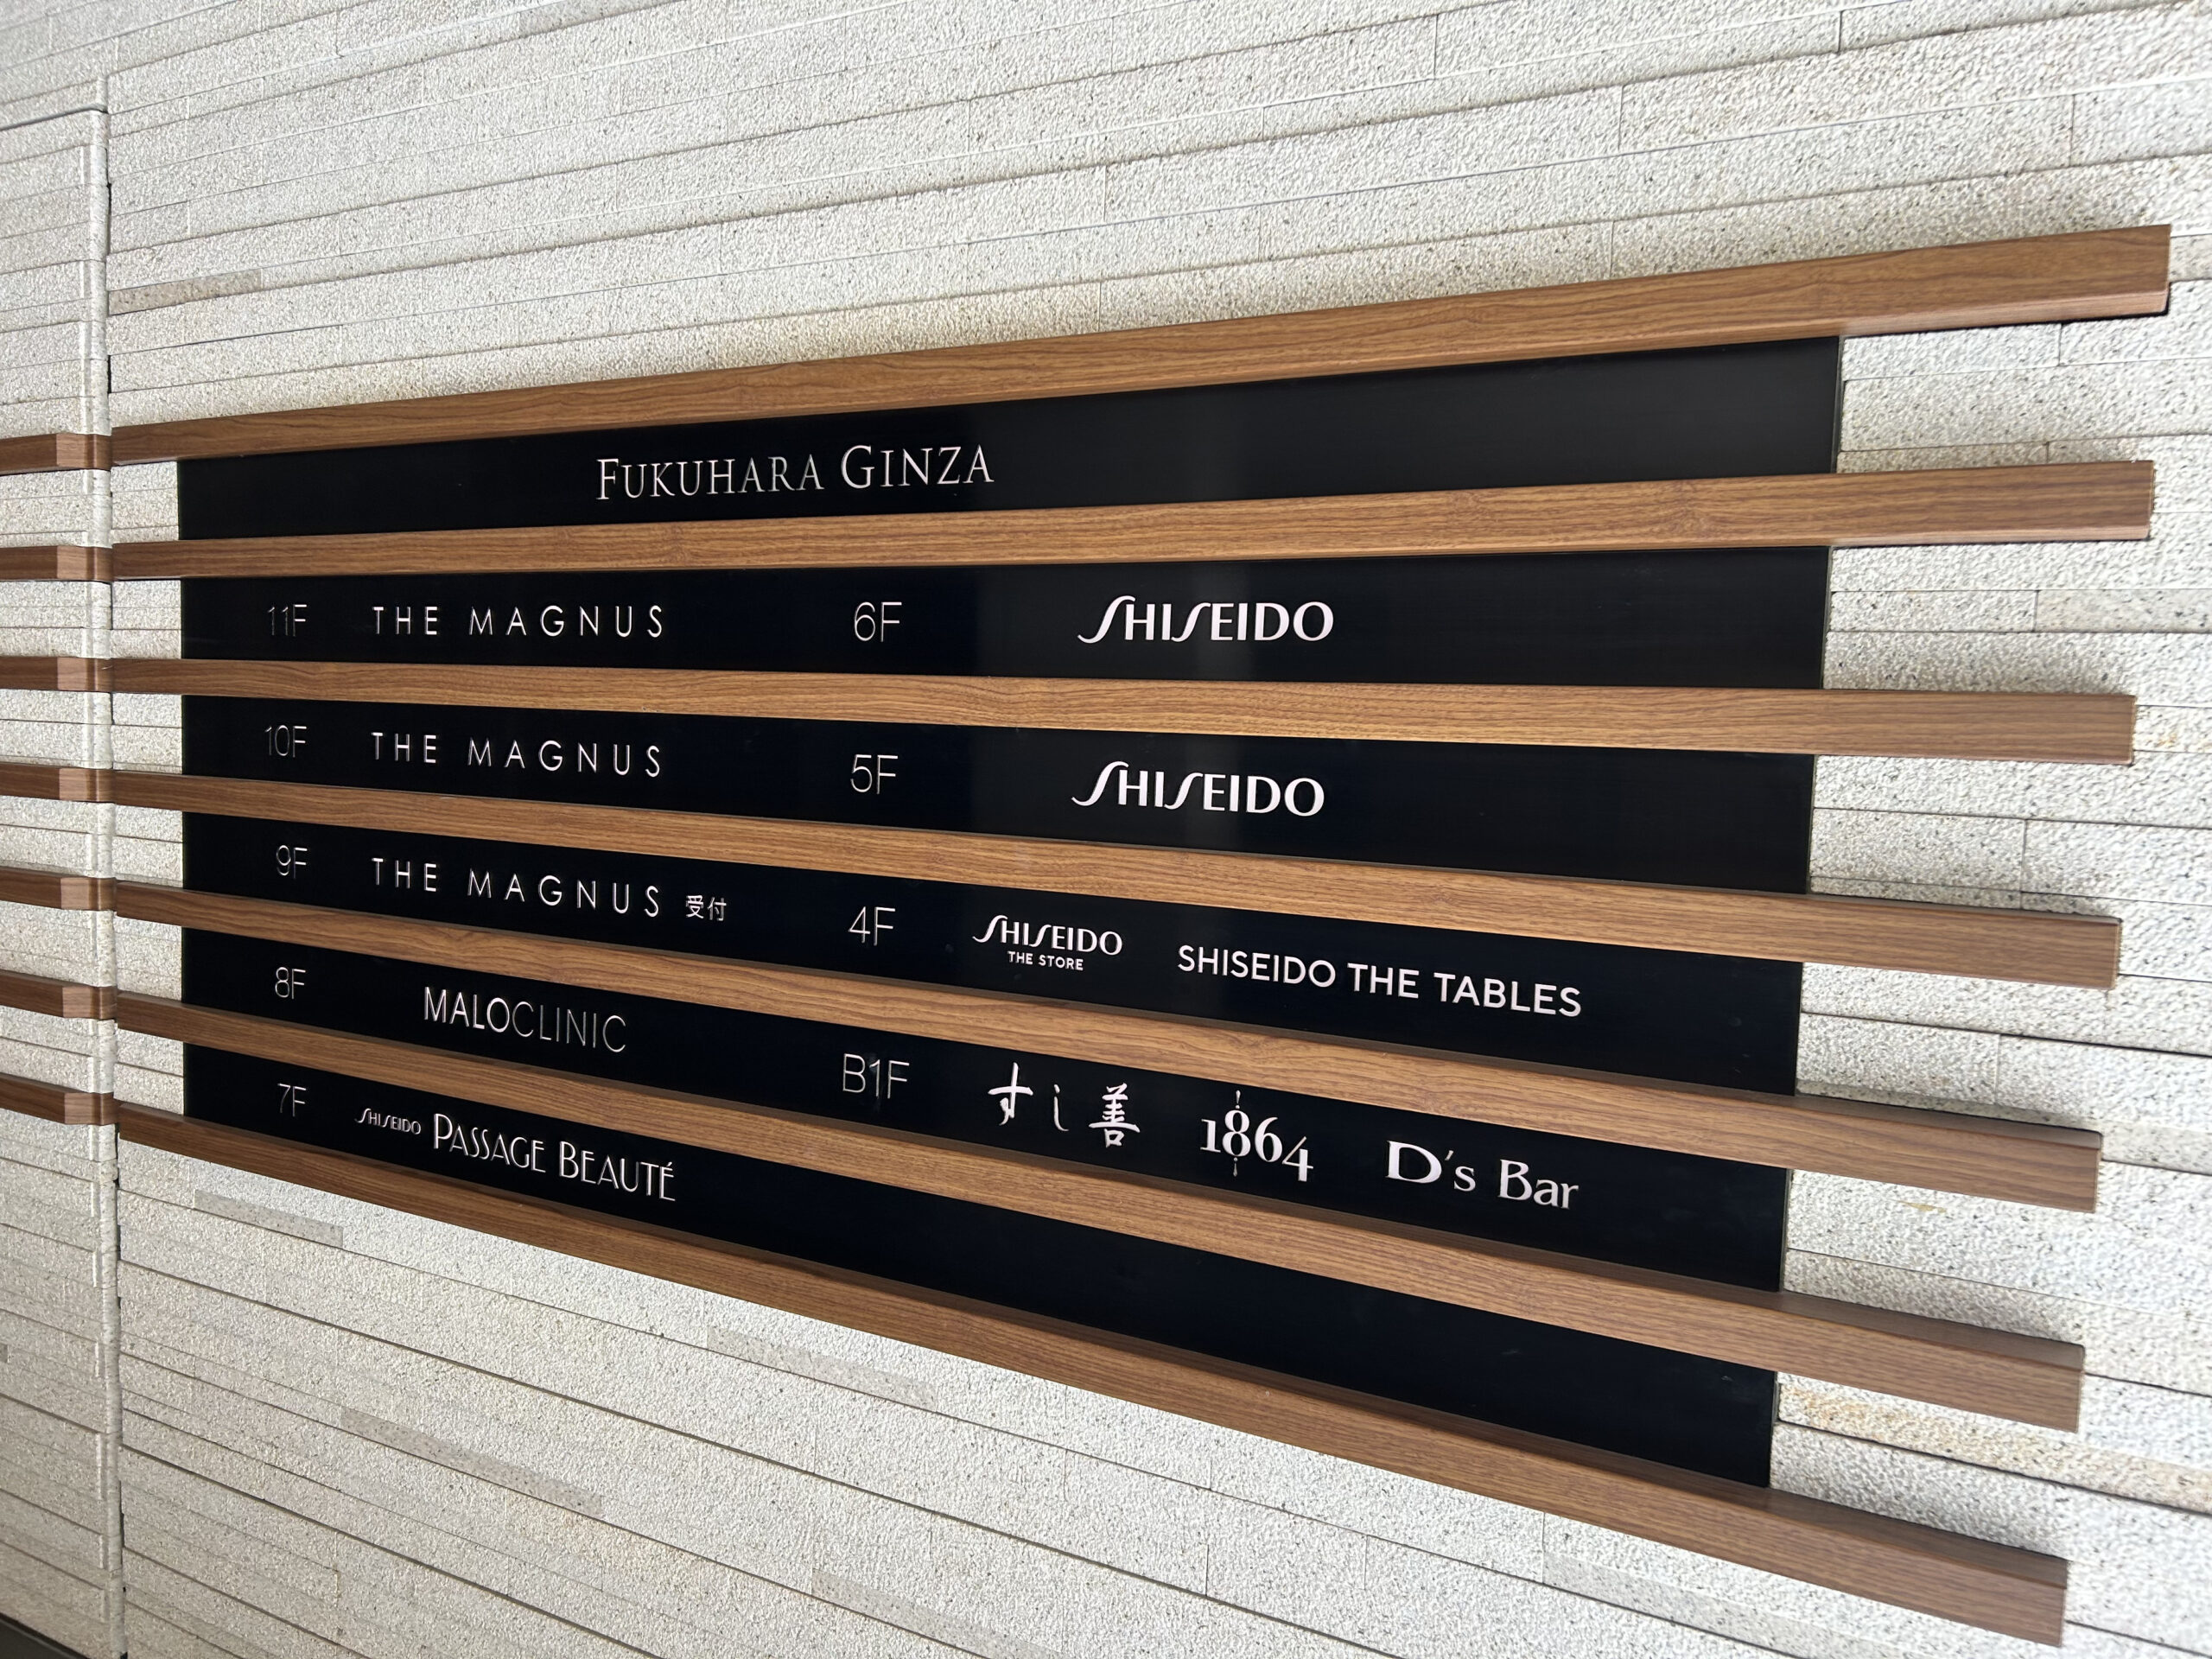 FUKUHARA GINZA
11F THE MAGNUS 6F SHISEIDO
10F THE MAGNUS 5F SHISEIDO
9F THE MAGNUS 受付 4F SHISEIDO THE STORE SHISEIDO THE TABLES
8F MALOCLINIC B1F すし善 1864 D's Bar
7F SHISEIDO PASSAGE BEAUTÉ